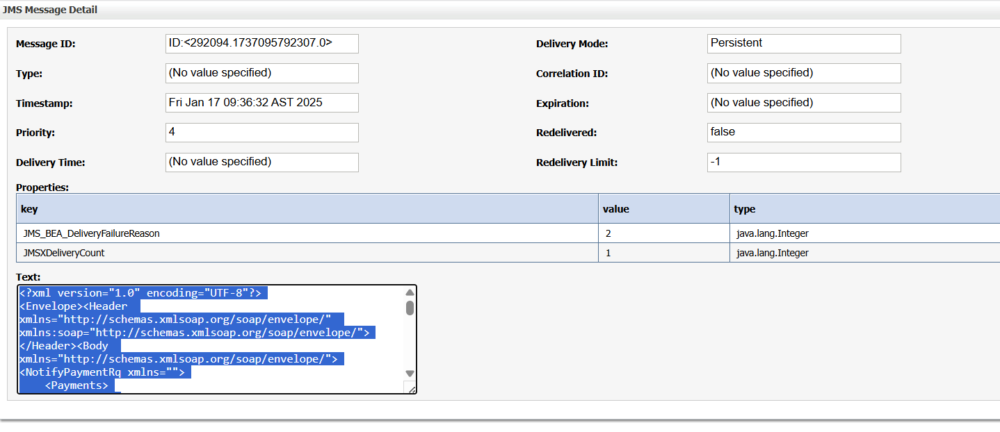 JMS Message Detail
Message ID: ID:<292094.1737095792307.0> Delivery Mode: Persistent
Type: (No value specified) Correlation ID: (No value specified)
Timestamp: Fri Jan 17 09:36:32 AST 2025 Expiration: (No value specified)
Priority: 4 Redelivered: false
Delivery Time: (No value specified) Redelivery Limit: -1
Properties:
key value type
JMS_BEA_DeliveryFailureReason 2 java.lang.Integer
JMSXDeliveryCount 1 java.lang.Integer
Text:
<?xml version="1.0" encoding="UTF-8"?>
<Envelope><Header
xmlns="http://schemas.xmlsoap.org/soap/envelope/"
xmlns:soap="http://schemas.xmlsoap.org/soap/envelope/">
</Header><Body
xmlns="http://schemas.xmlsoap.org/soap/envelope/">
<NotifyPaymentRq xmlns="">
<Payments>